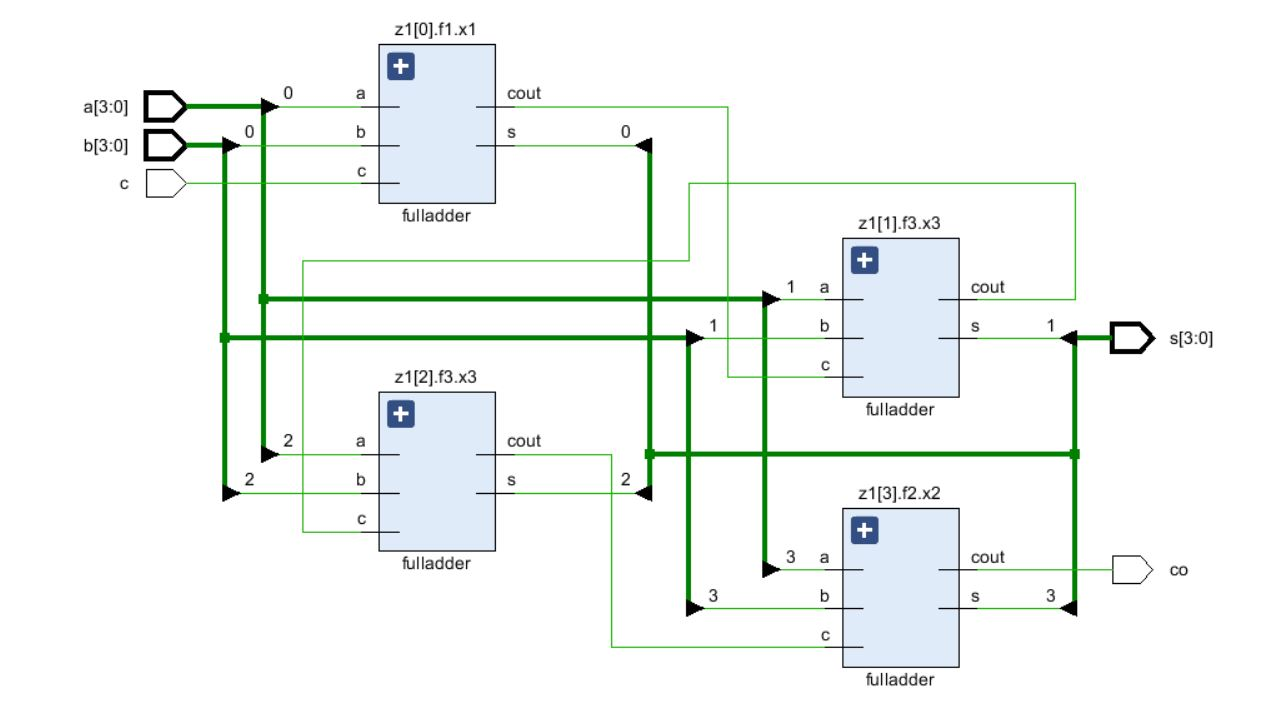 z1[0].f1.x1
a[3:0]
0
a
cout
b[3:0]
0
b
s
0
c
c
fulladder
z1[1].f3.x3
1
a
cout
1
b
s
1
s[3:0]
c
fulladder
z1[2].f3.x3
2
a
cout
2
b
s
2
c
fulladder
z1[3].f2.x2
3
a
cout
co
3
b
s
3
c
fulladder